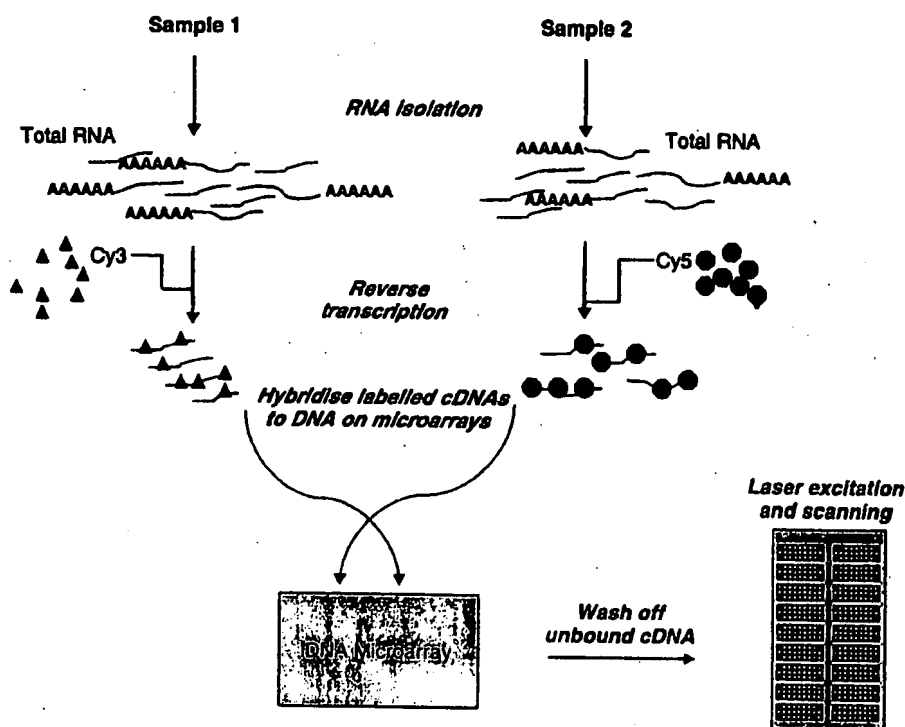 Sample 1
Sample 2
RNA isolation
Total RNA
Total RNA
AAAAAA
AAAAAA
AAAAAA
AAAAAA
AAAAAA
AAAAAA
AAAAAA
Cy3
Cy5
Reverse
transcription
Hybridise labelled cDNAs
to DNA on microarrays
Laser excitation
and scanning
DNA Microarray
Wash off
unbound cDNA